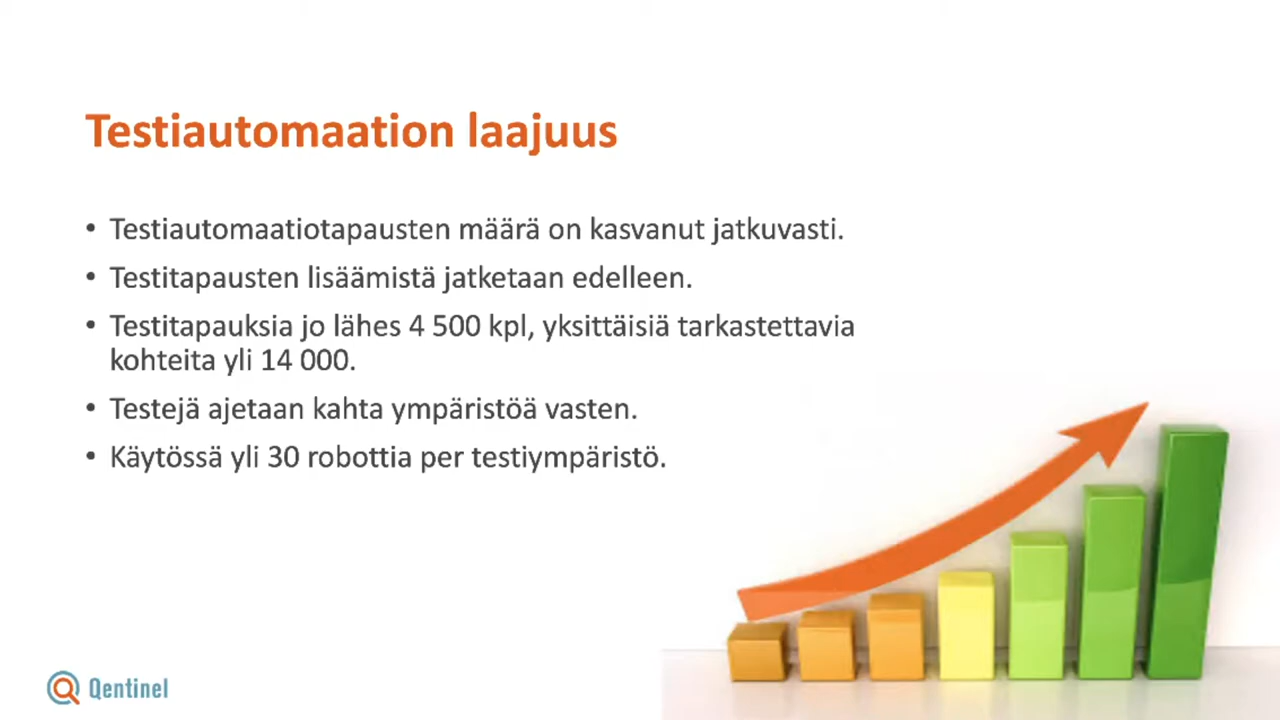 Testiautomaation laajuus
• Testiautomaatiotapausten määrä on kasvanut jatkuvasti.
• Testitapausten lisäämistä jatketaan edelleen.
• Testitapauksia jo lähes 4 500 kpl, yksittäisiä tarkastettavia
kohteita yli 14 000.
• Testejä ajetaan kahta ympäristöä vasten.
• Käytössä yli 30 robottia per testiympäristö.
Qentinel